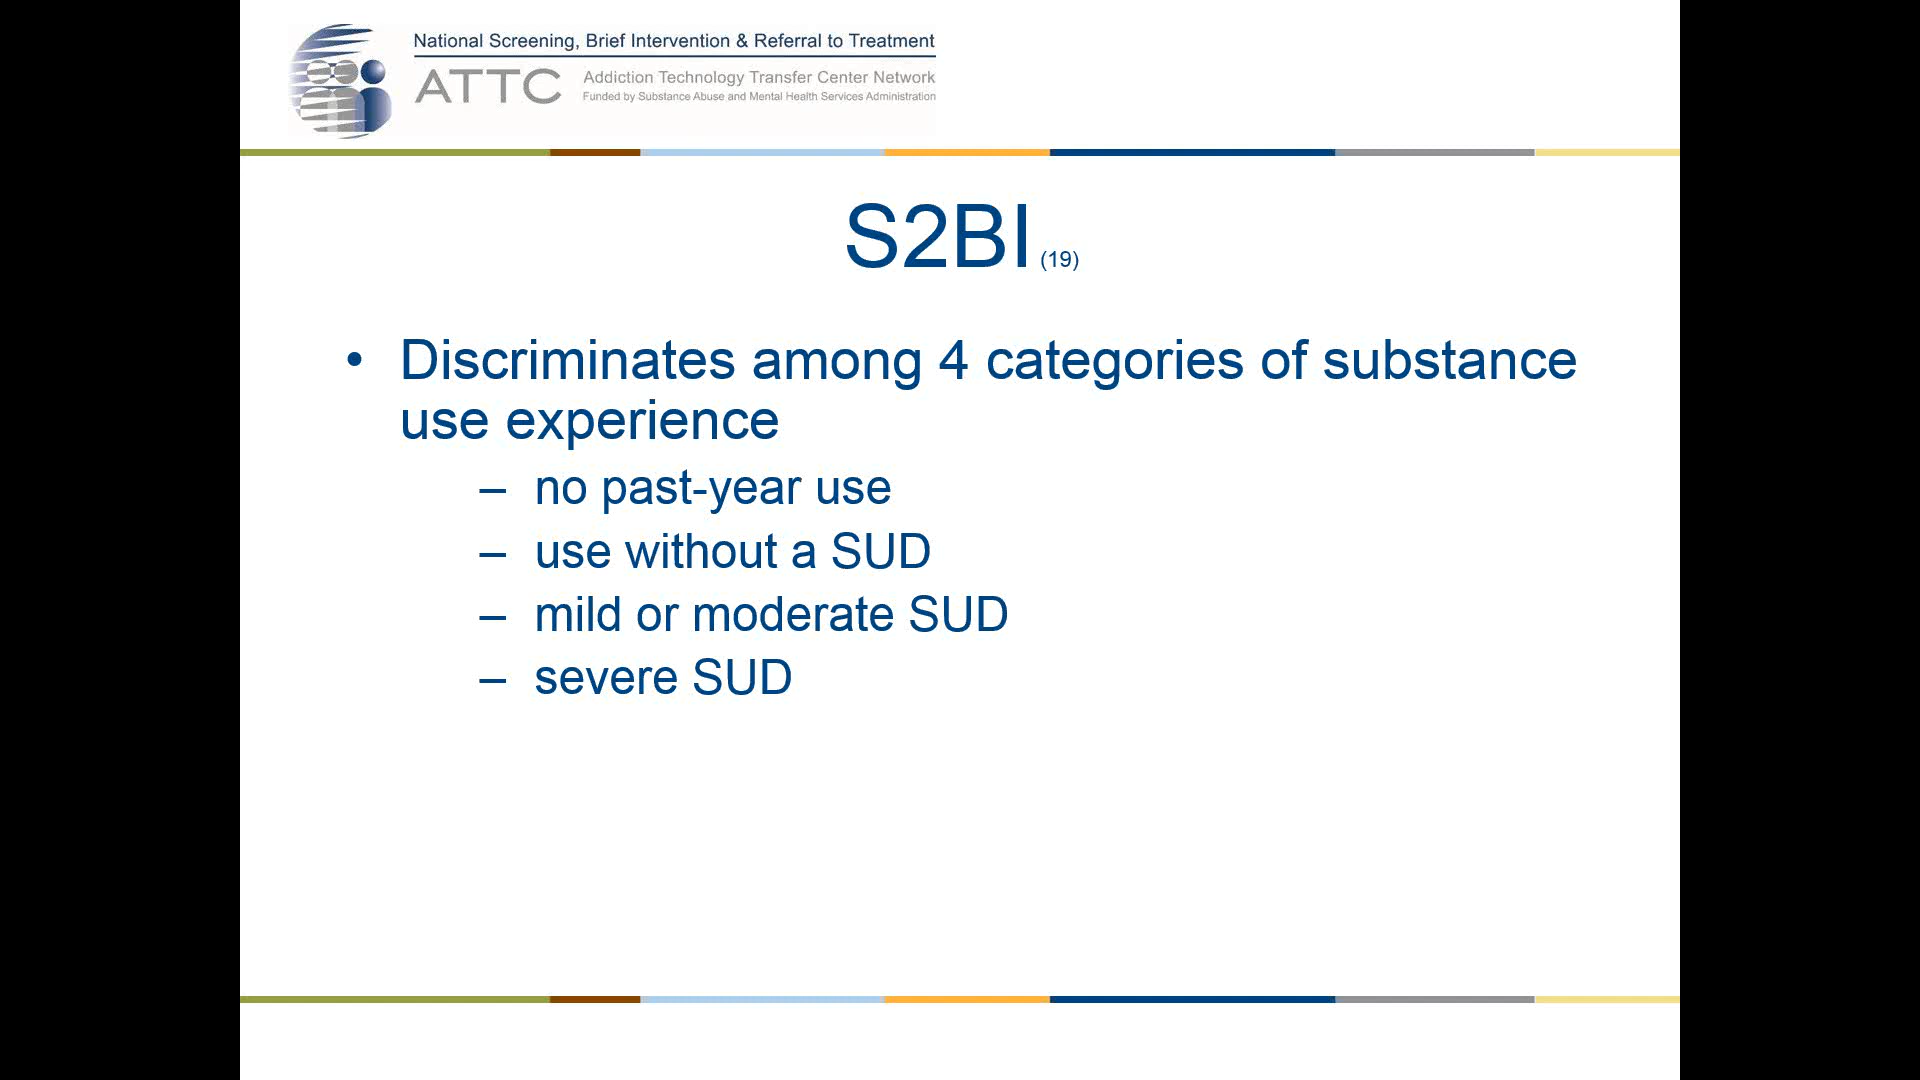 National Screening, Brief Intervention & Referral to Treatment
ATTC Addiction Technology Transfer Center Network
Funded by Substance Abuse and Mental Health Services Administration
S2BI (19)
• Discriminates among 4 categories of substance
use experience
– no past-year use
– use without a SUD
– mild or moderate SUD
– severe SUD